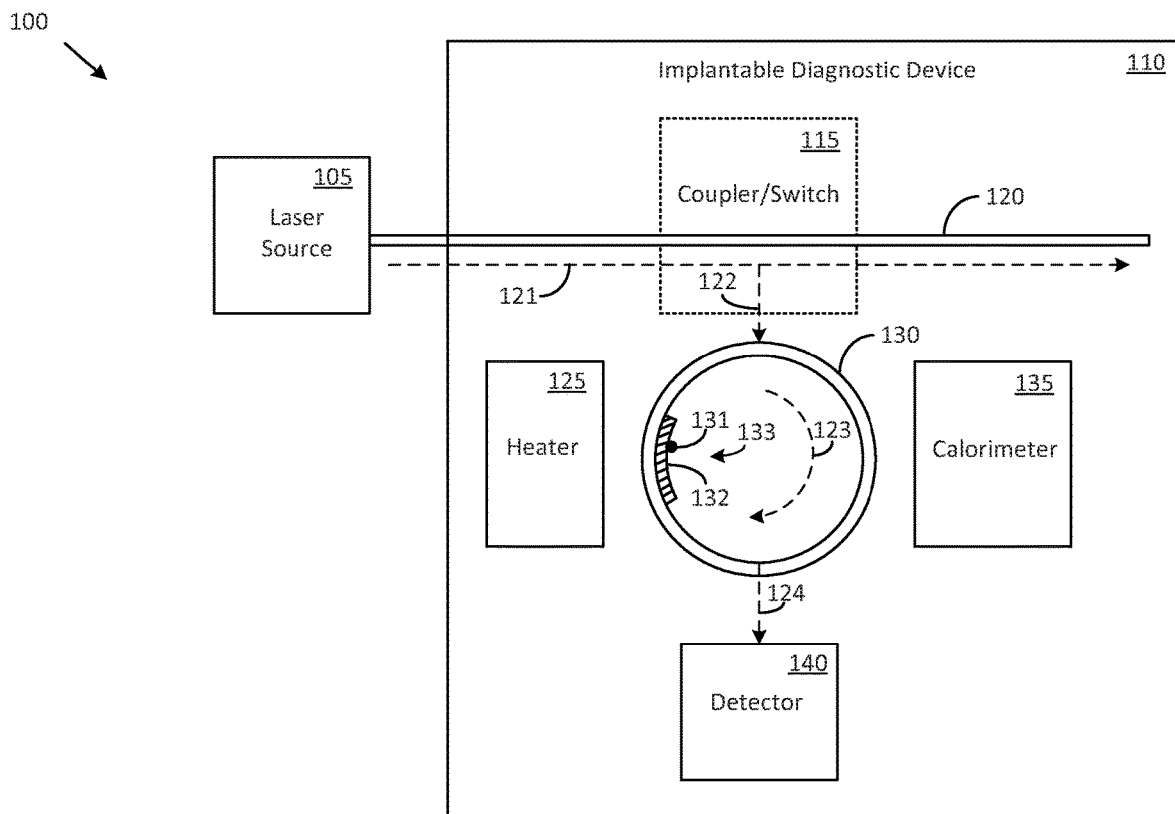 100
110
Implantable Diagnostic Device
115
Coupler/Switch
105
Laser
Source
120
121
122
130
125
Heater
131
133
123
132
135
Calorimeter
124
140
Detector